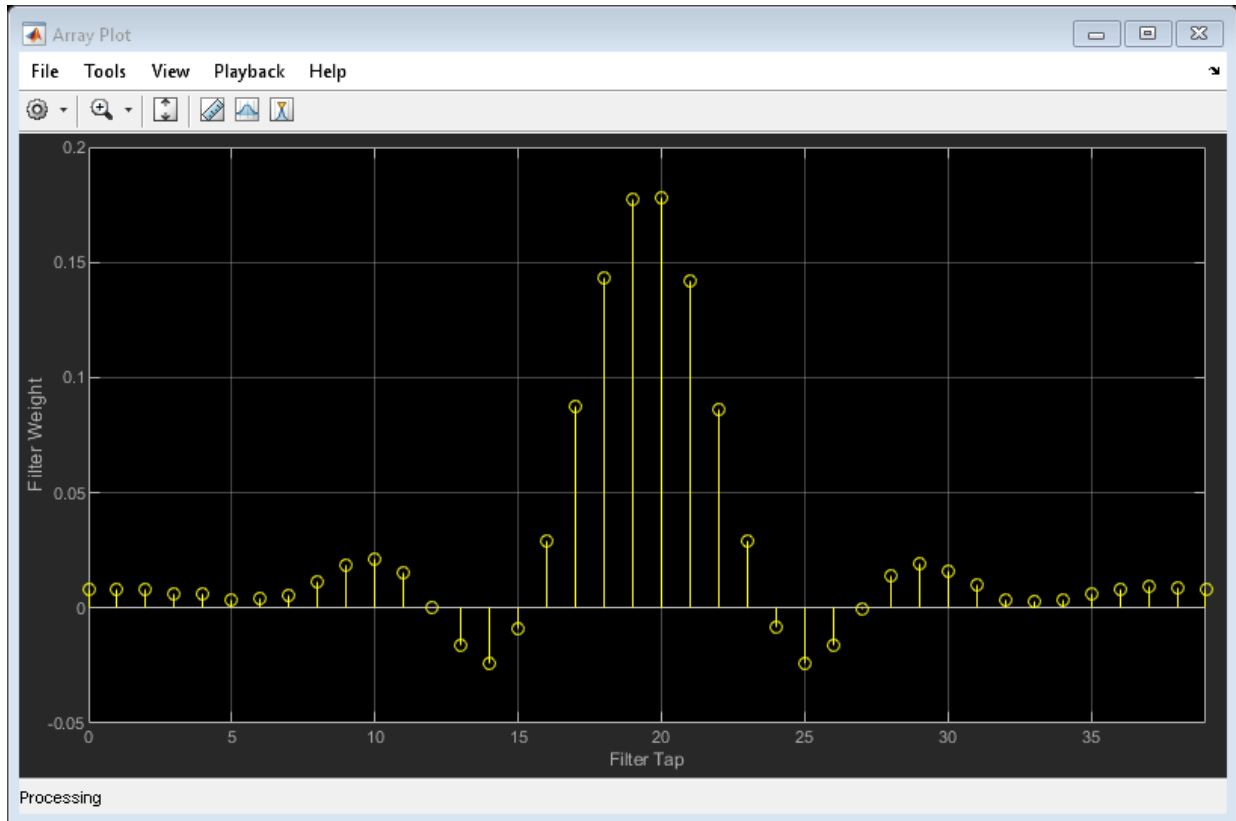 Array Plot
File Tools View Playback Help
0.2
0.15
0.1
0.05
0
-0.05
Filter Weight
0 5 10 15 20 25 30 35
Filter Tap
Processing